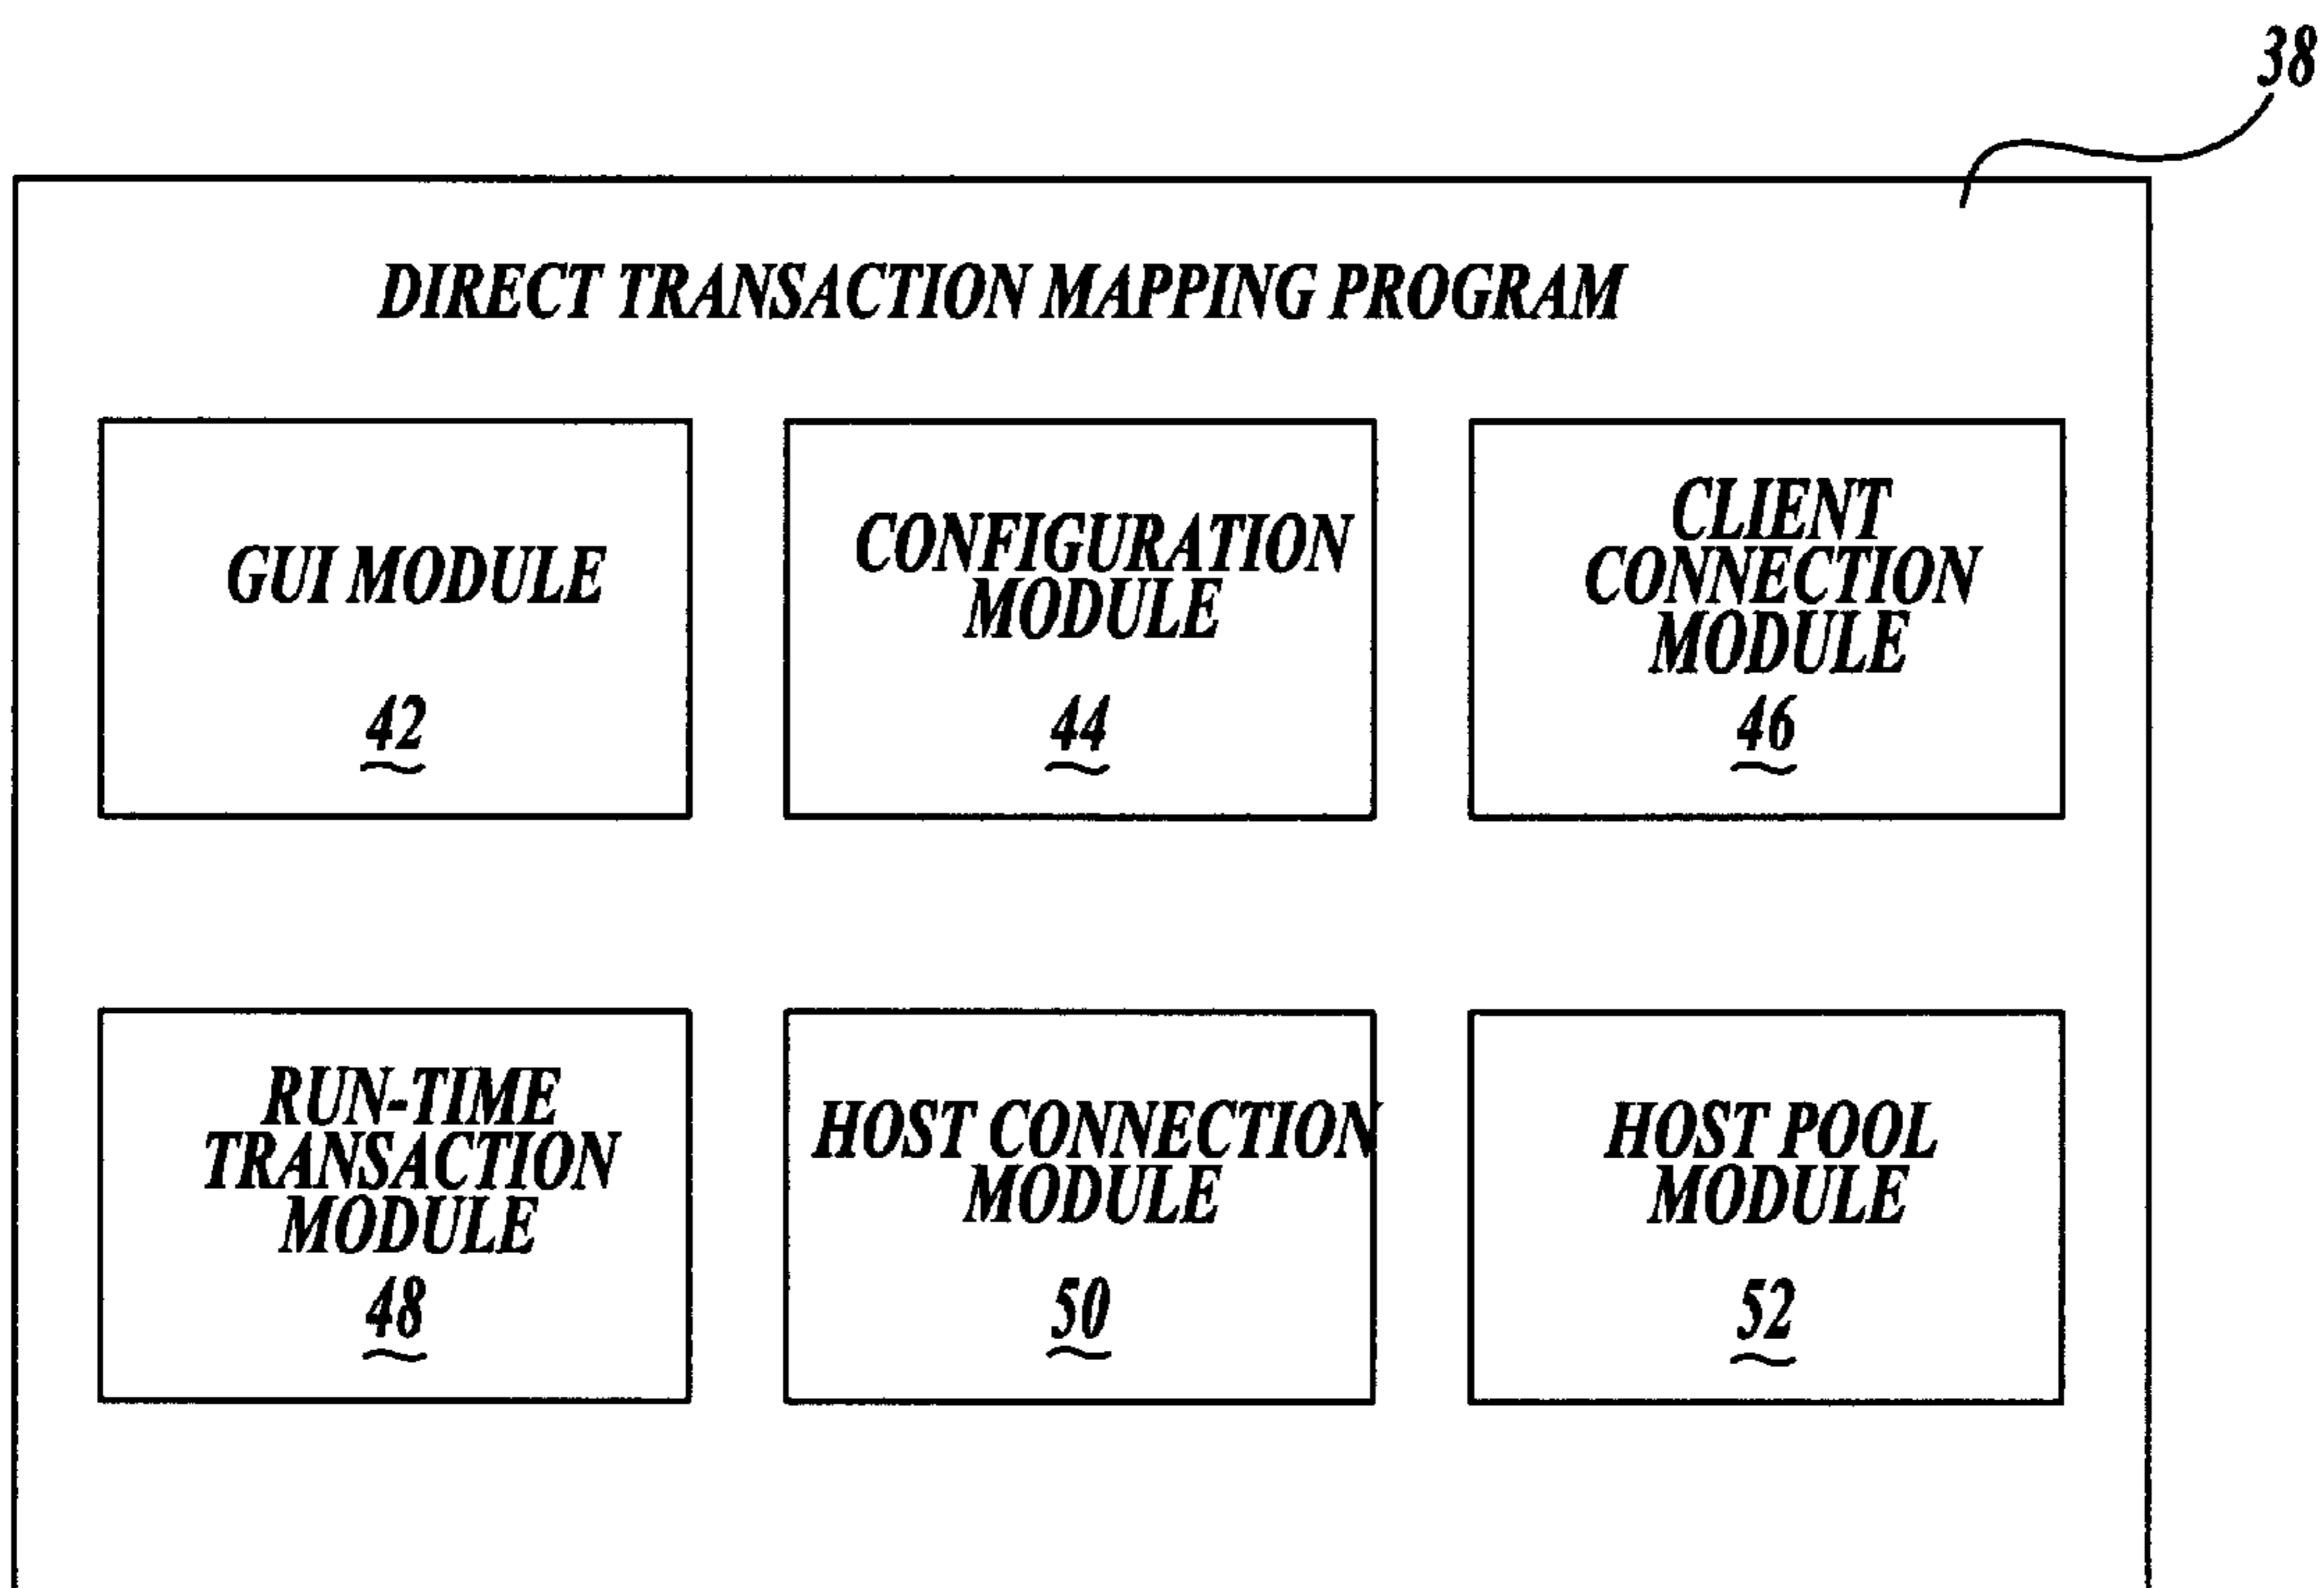 38
DIRECT TRANSACTION MAPPING PROGRAM
GUI MODULE
42
CONFIGURATION
MODULE
44
CLIENT
CONNECTION
MODULE
46
RUN-TIME
TRANSACTION
MODULE
48
HOST CONNECTION
MODULE
50
HOST POOL
MODULE
52